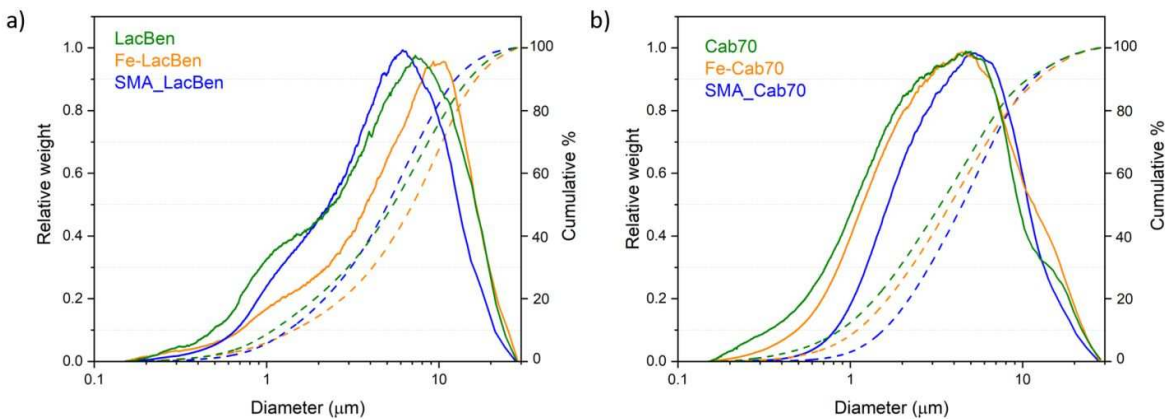 a)
LacBen
Fe-LacBen
SMA_LacBen
1.0
0.8
0.6
0.4
0.2
0.0
Relative weight
100
80
60
40
20
0
Cumulative %
0.1
1
10
Diameter (μm)
b)
Cab70
Fe-Cab70
SMA_Cab70
1.0
0.8
0.6
0.4
0.2
0.0
Relative weight
100
80
60
40
20
0
Cumulative %
0.1
1
10
Diameter (μm)